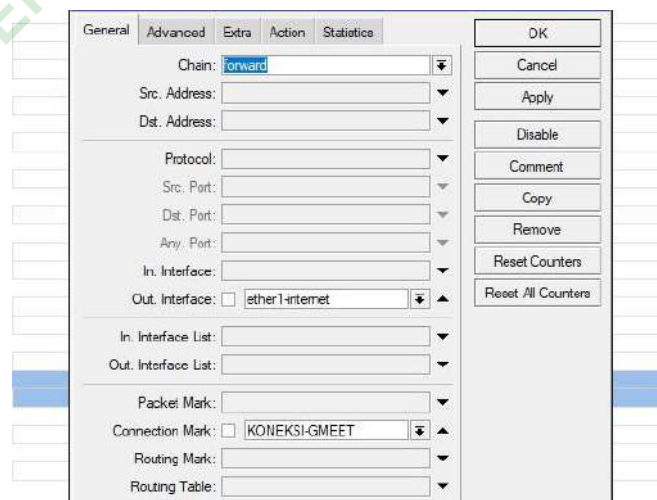 General Advanced Extra Action Statistics
Chain: forward
Src. Address:
Dst. Address:
Protocol:
Src. Port:
Dst. Port:
Any. Port:
In. Interface:
Out. Interface: ether1-internet
In. Interface List:
Out. Interface List:
Packet Mark:
Connection Mark: KONEKSI-GMEET
Routing Mark:
Routing Table:
OK
Cancel
Apply
Disable
Comment
Copy
Remove
Reset Counters
Reset All Counters